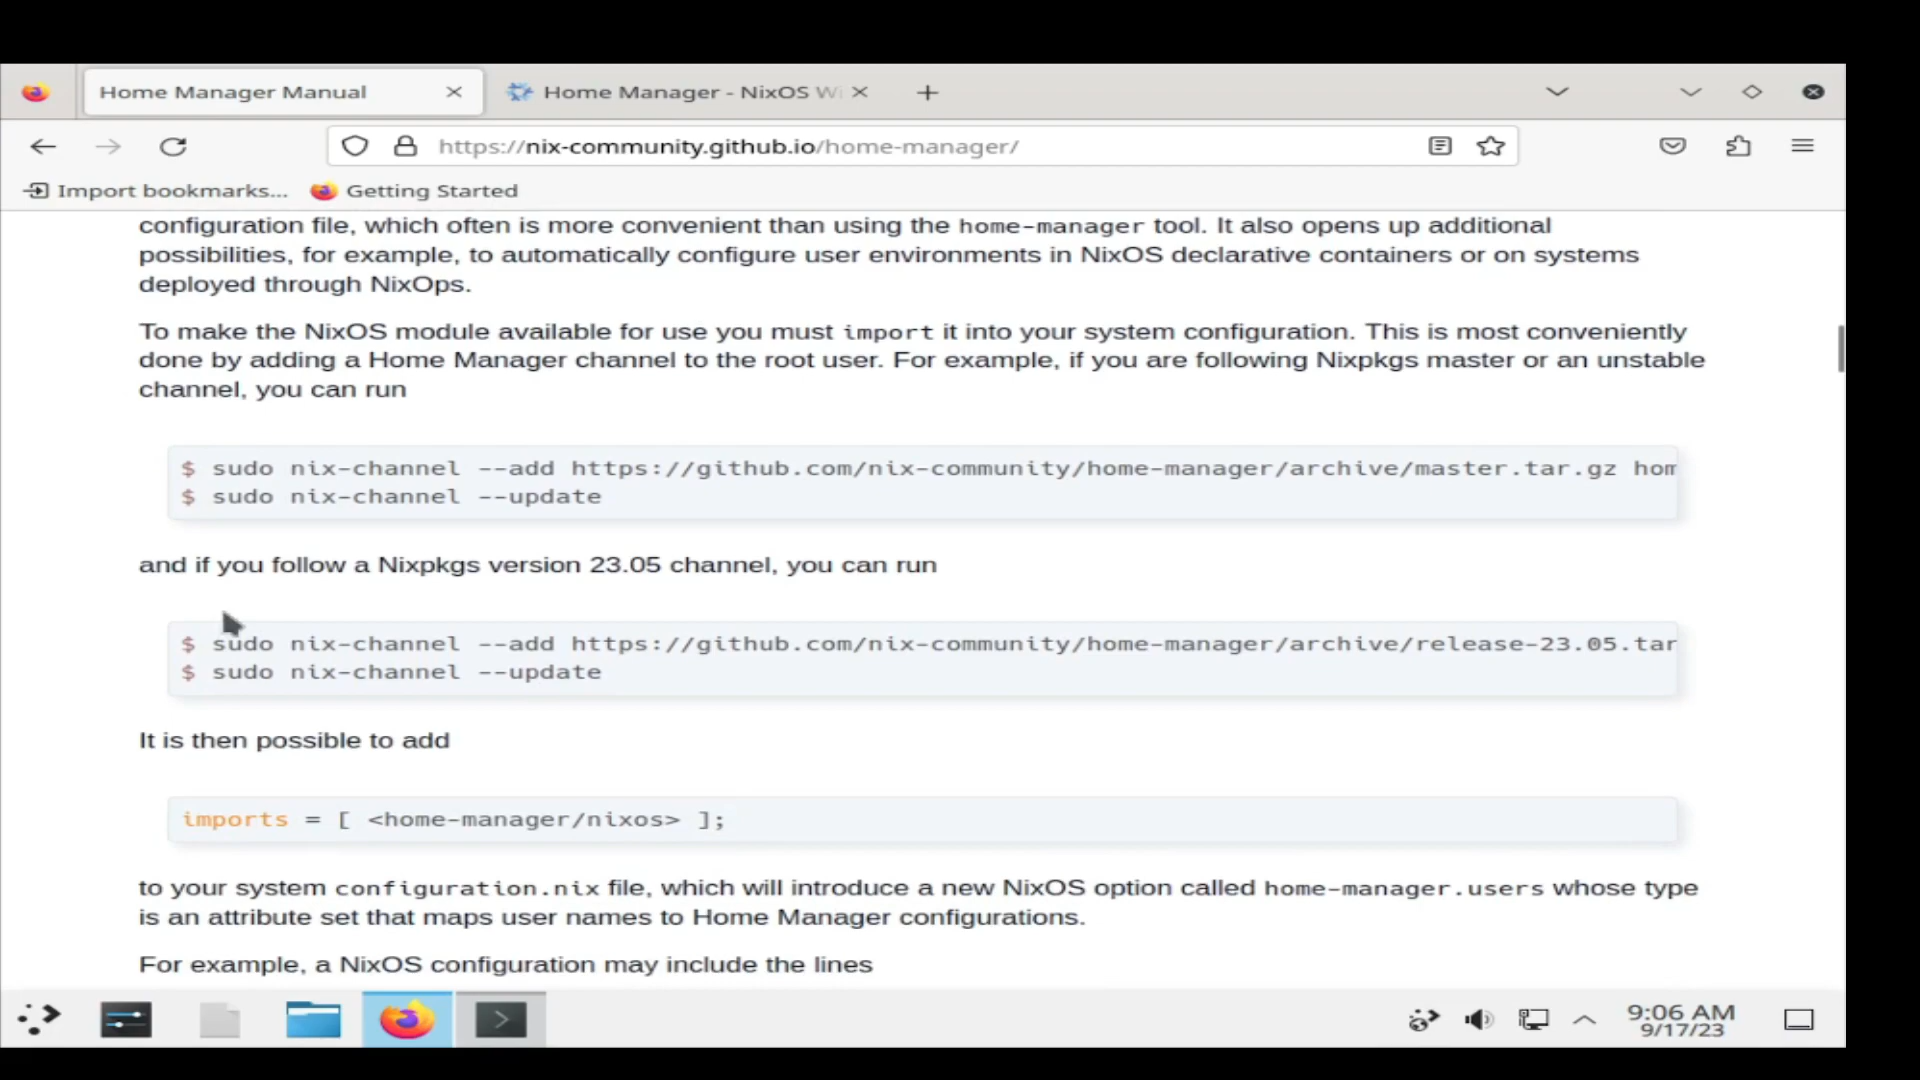 Home Manager Manual
Home Manager - NixOS Wi
https://nix-community.github.io/home-manager/
Import bookmarks...
Getting Started
configuration file, which often is more convenient than using the home-manager tool. It also opens up additional
possibilities, for example, to automatically configure user environments in NixOS declarative containers or on systems
deployed through NixOps.
To make the NixOS module available for use you must import it into your system configuration. This is most conveniently
done by adding a Home Manager channel to the root user. For example, if you are following Nixpkgs master or an unstable
channel, you can run
$ sudo nix-channel --add https://github.com/nix-community/home-manager/archive/master.tar.gz hom
$ sudo nix-channel --update
and if you follow a Nixpkgs version 23.05 channel, you can run
$ sudo nix-channel --add https://github.com/nix-community/home-manager/archive/release-23.05.tar
$ sudo nix-channel --update
It is then possible to add
imports = [ <home-manager/nixos> ];
to your system configuration.nix file, which will introduce a new NixOS option called home-manager.users whose type
is an attribute set that maps user names to Home Manager configurations.
For example, a NixOS configuration may include the lines
9:06 AM
9/17/23